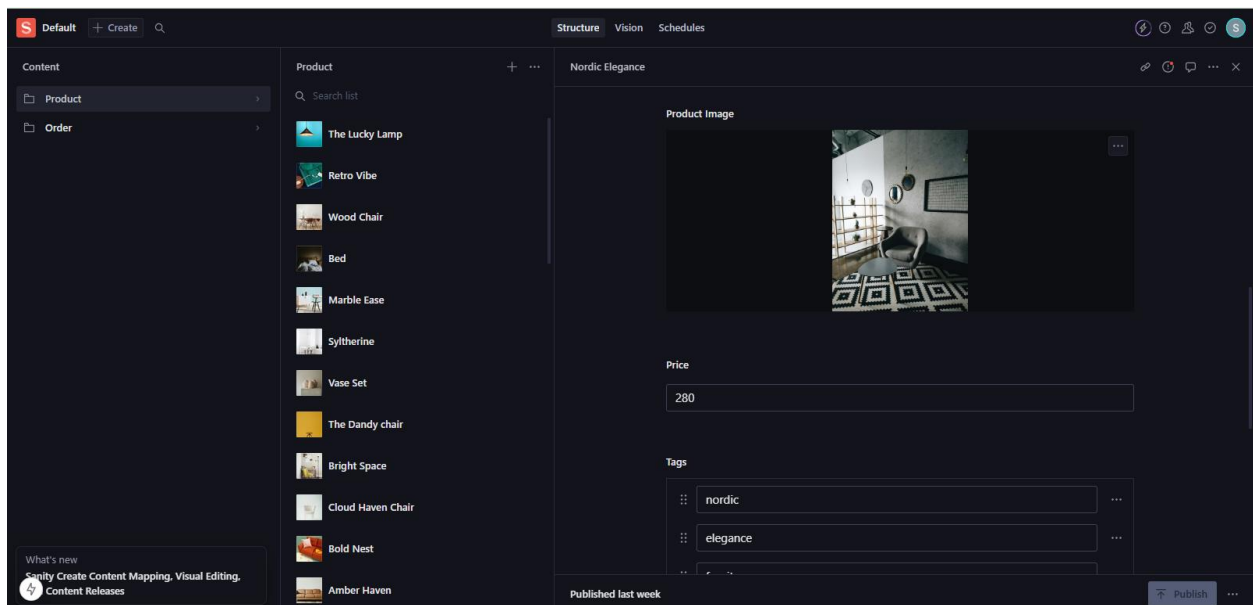 S Default + Create
Structure Vision Schedules
S
Content
Product
Order
What's new
Sanity Create Content Mapping, Visual Editing,
Content Releases
Product
Search list
The Lucky Lamp
Retro Vibe
Wood Chair
Bed
Marble Ease
Syltherine
Vase Set
The Dandy chair
Bright Space
Cloud Haven Chair
Bold Nest
Amber Haven
Nordic Elegance
Product Image
Price
280
Tags
nordic
elegance
Published last week
Publish